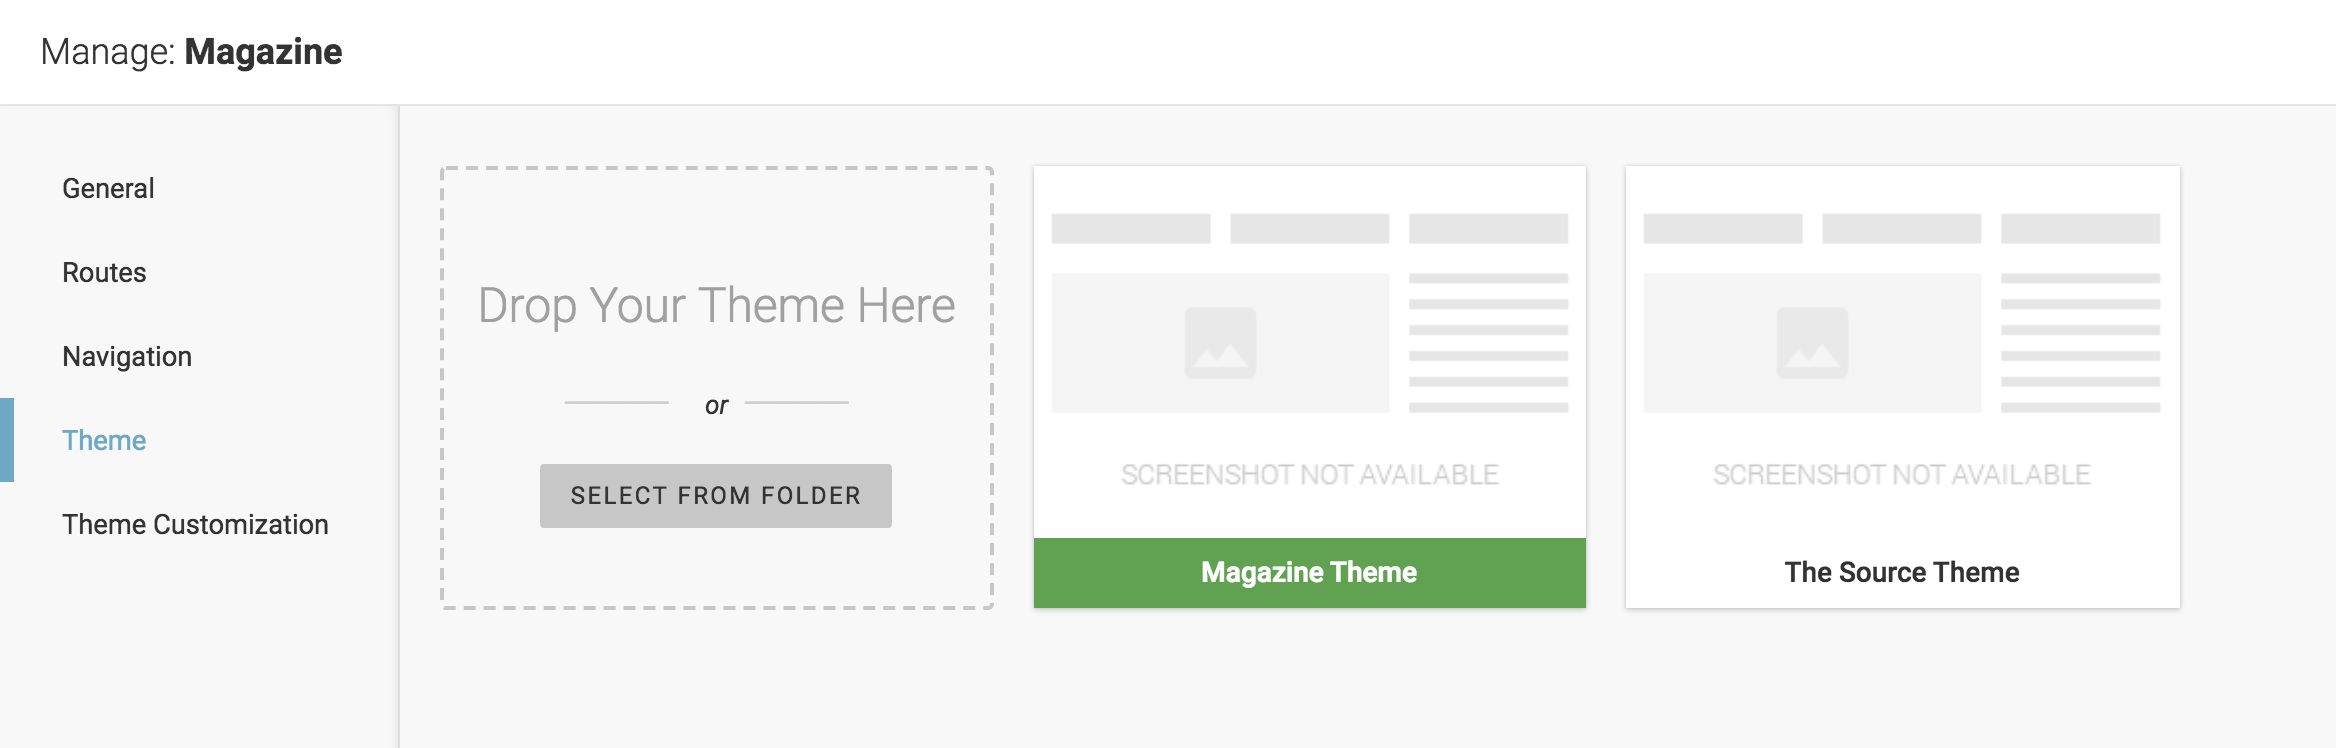 Manage: Magazine
General
Routes
Navigation
Theme
Theme Customization
Drop Your Theme Here
or
SELECT FROM FOLDER
SCREENSHOT NOT AVAILABLE
Magazine Theme
SCREENSHOT NOT AVAILABLE
The Source Theme